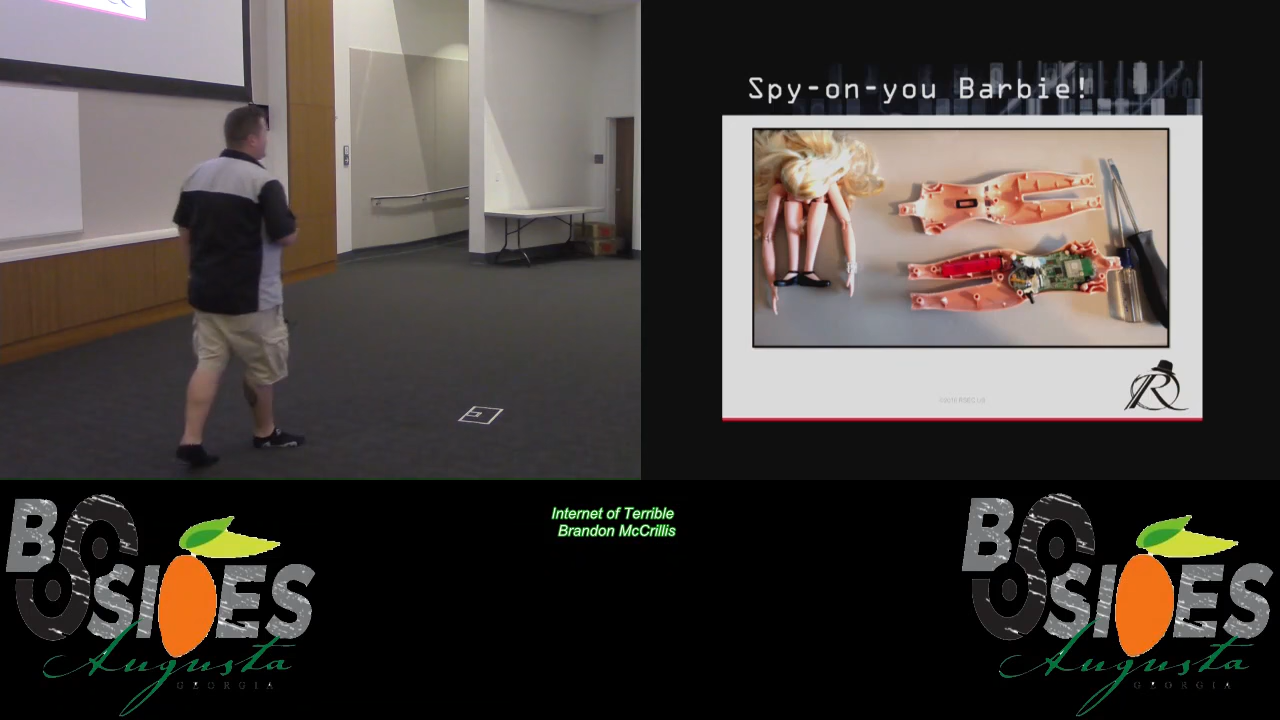 Spy-on-you Barbie!
R
Internet of Terrible
Brandon McCrillis
BSIDES
Augusta
GEORGIA
BSIDES
Augusta
GEORGIA